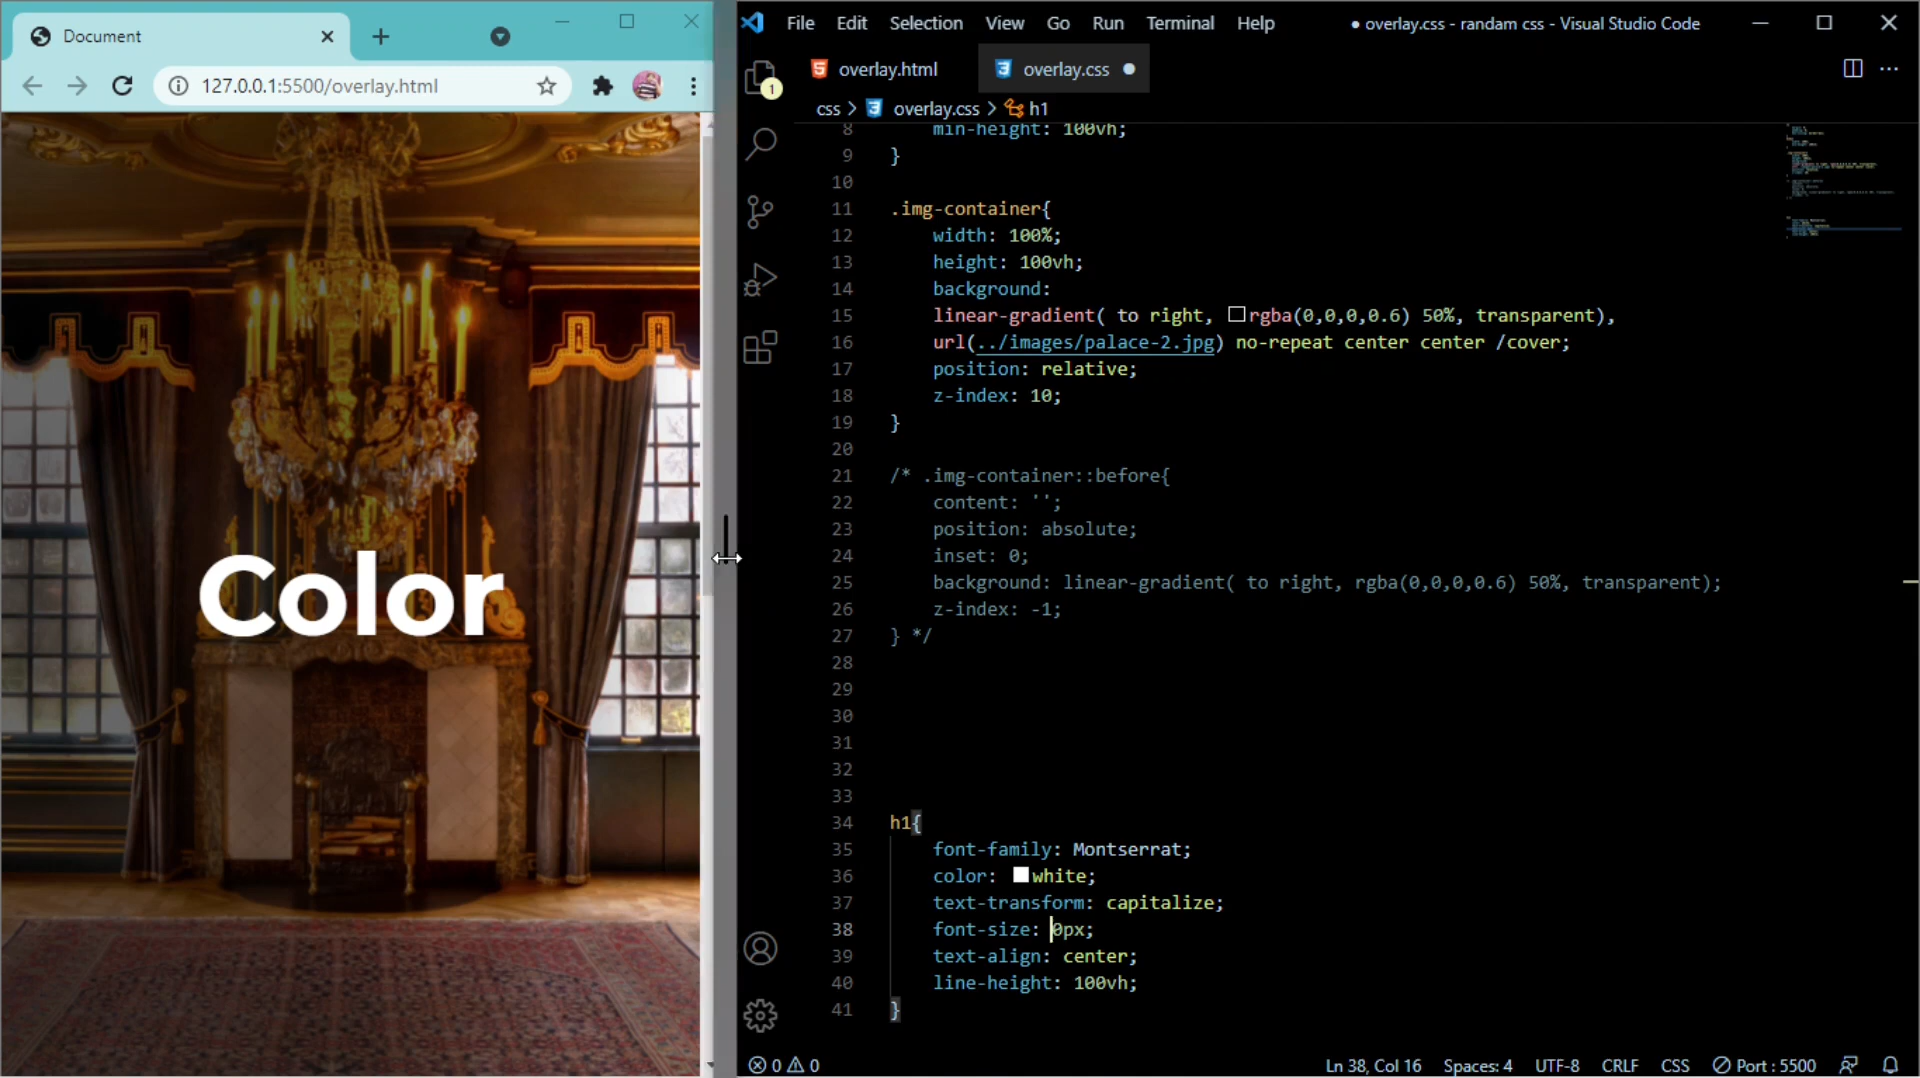 Document
127.0.0.1:5500/overlay.html
Color
File Edit Selection View Go Run Terminal Help
● overlay.css - randam css - Visual Studio Code
1
overlay.html
overlay.css ●
css > overlay.css > h1
8 min-height: 100vh;
9 }
10
11 .img-container{
12 width: 100%;
13 height: 100vh;
14 background:
15 linear-gradient( to right, rgba(0,0,0,0.6) 50%, transparent),
16 url(../images/palace-2.jpg) no-repeat center center /cover;
17 position: relative;
18 z-index: 10;
19 }
20
21 /* .img-container::before{
22 content: '';
23 position: absolute;
24 inset: 0;
25 background: linear-gradient( to right, rgba(0,0,0,0.6) 50%, transparent);
26 z-index: -1;
27 } */
28
29
30
31
32
33
34 h1{
35 font-family: Montserrat;
36 color: white;
37 text-transform: capitalize;
38 font-size: 0px;
39 text-align: center;
40 line-height: 100vh;
41 }
0 0
Ln 38, Col 16 Spaces: 4 UTF-8 CRLF CSS Port : 5500